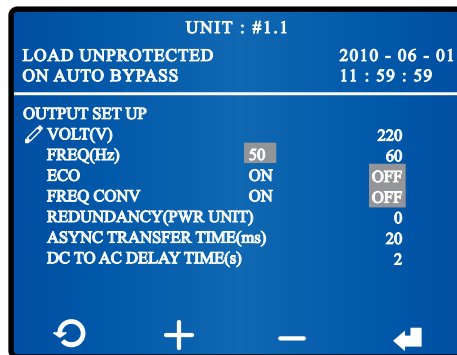 UNIT : #1.1
LOAD UNPROTECTED 2010 - 06 - 01
ON AUTO BYPASS 11 : 59 : 59
OUTPUT SET UP
VOLT(V) 220
FREQ(Hz) 50 60
ECO ON OFF
FREQ CONV ON OFF
REDUNDANCY(PWR UNIT) 0
ASYNC TRANSFER TIME(ms) 20
DC TO AC DELAY TIME(s) 2